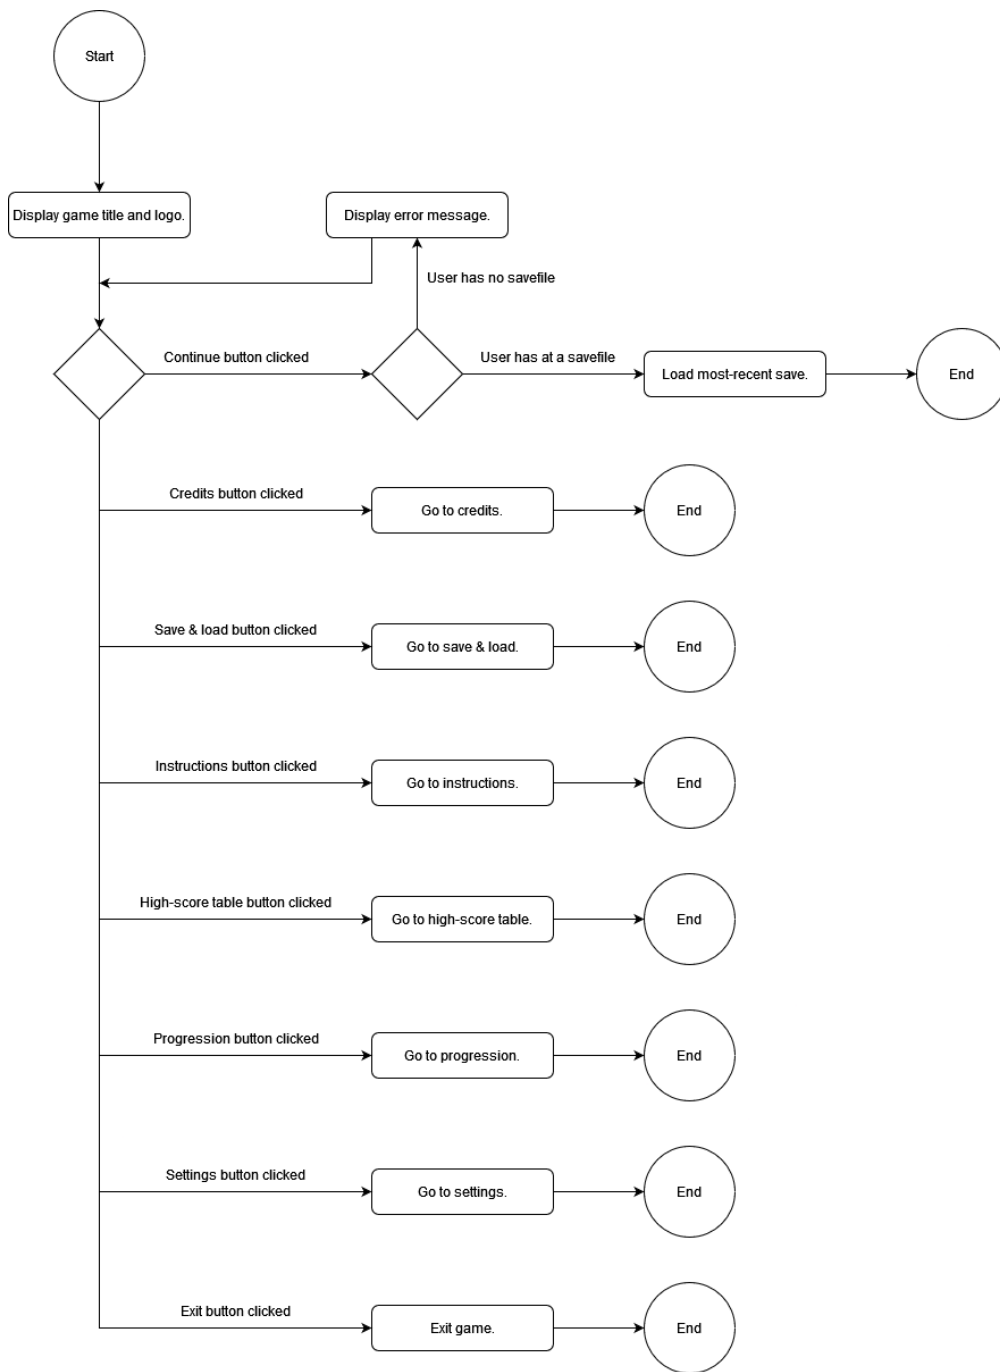 Start
Display game title and logo.
Display error message.
User has no savefile
Continue button clicked
User has at a savefile
Load most-recent save.
End
Credits button clicked
Go to credits.
End
Save & load button clicked
Go to save & load.
End
Instructions button clicked
Go to instructions.
End
High-score table button clicked
Go to high-score table.
End
Progression button clicked
Go to progression.
End
Settings button clicked
Go to settings.
End
Exit button clicked
Exit game.
End